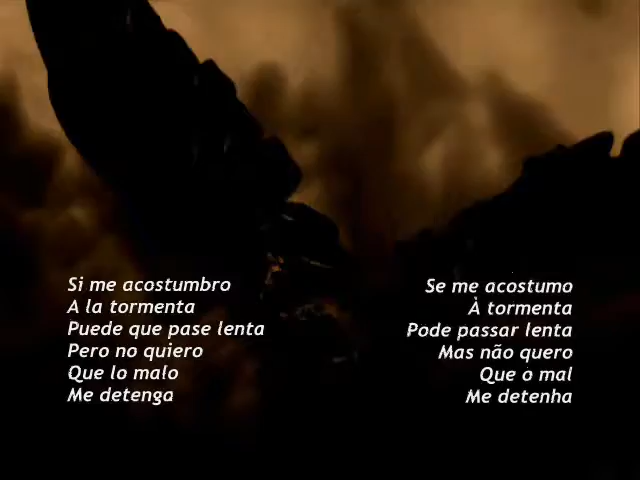 Si me acostumbro
A la tormenta
Puede que pase lenta
Pero no quiero
Que lo malo
Me detenga
Se me acostumo
À tormenta
Pode passar lenta
Mas não quero
Que o mal
Me detenha